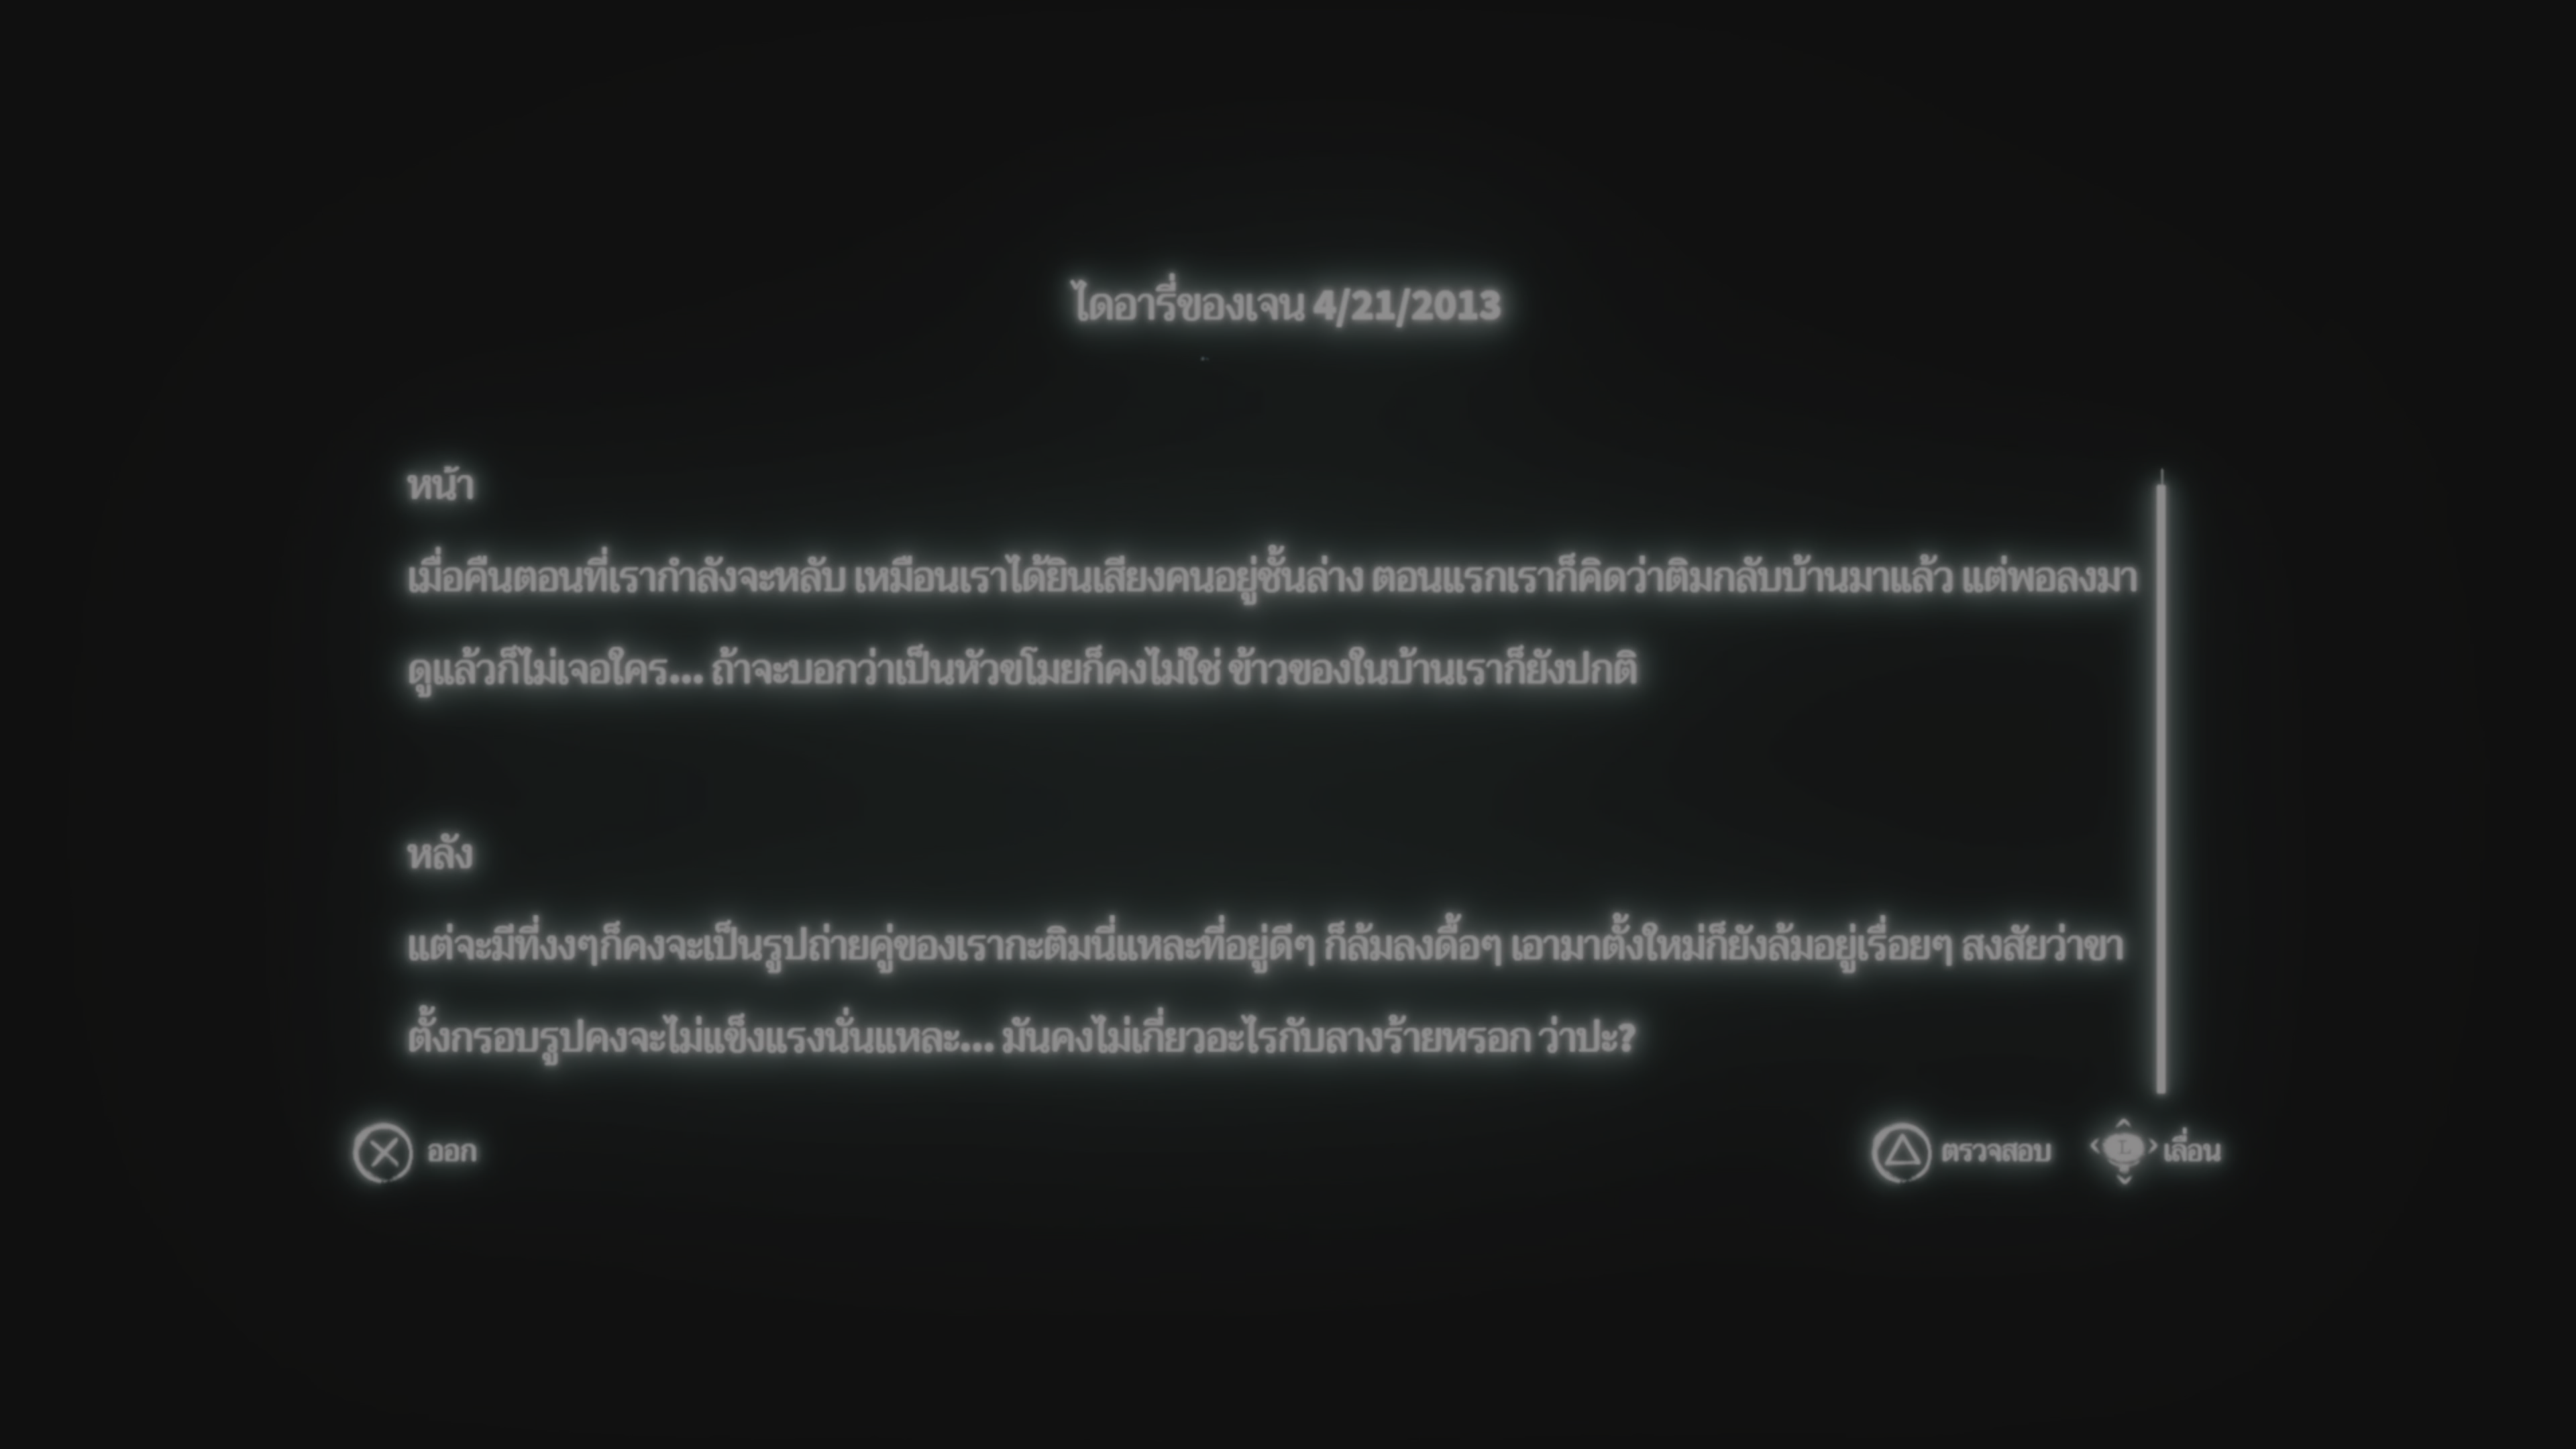 ไดอารี่ของเจน 4/21/2013
หน้า
เมื่อคืนตอนที่เรากำลังจะหลับ เหมือนเราได้ยินเสียงคนอยู่ชั้นล่าง ตอนแรกเราก็คิดว่าติมกลับบ้านมาแล้ว แต่พอลงมา
ดูแล้วก็ไม่เจอใคร... ถ้าจะบอกว่าเป็นหัวขโมยก็คงไม่ใช่ ข้าวของในบ้านเราก็ยังปกติ
หลัง
แต่จะมีที่งงๆก็คงจะเป็นรูปถ่ายคู่ของเรากะติมนี่แหละที่อยู่ดีๆ ก็ล้มลงดื้อๆ เอามาตั้งใหม่ก็ยังล้มอยู่เรื่อยๆ สงสัยว่าขา
ตั้งกรอบรูปคงจะไม่แข็งแรงนั่นแหละ... มันคงไม่เกี่ยวอะไรกับลางร้ายหรอก ว่าปะ?
ออก
ตรวจสอบ L เลื่อน